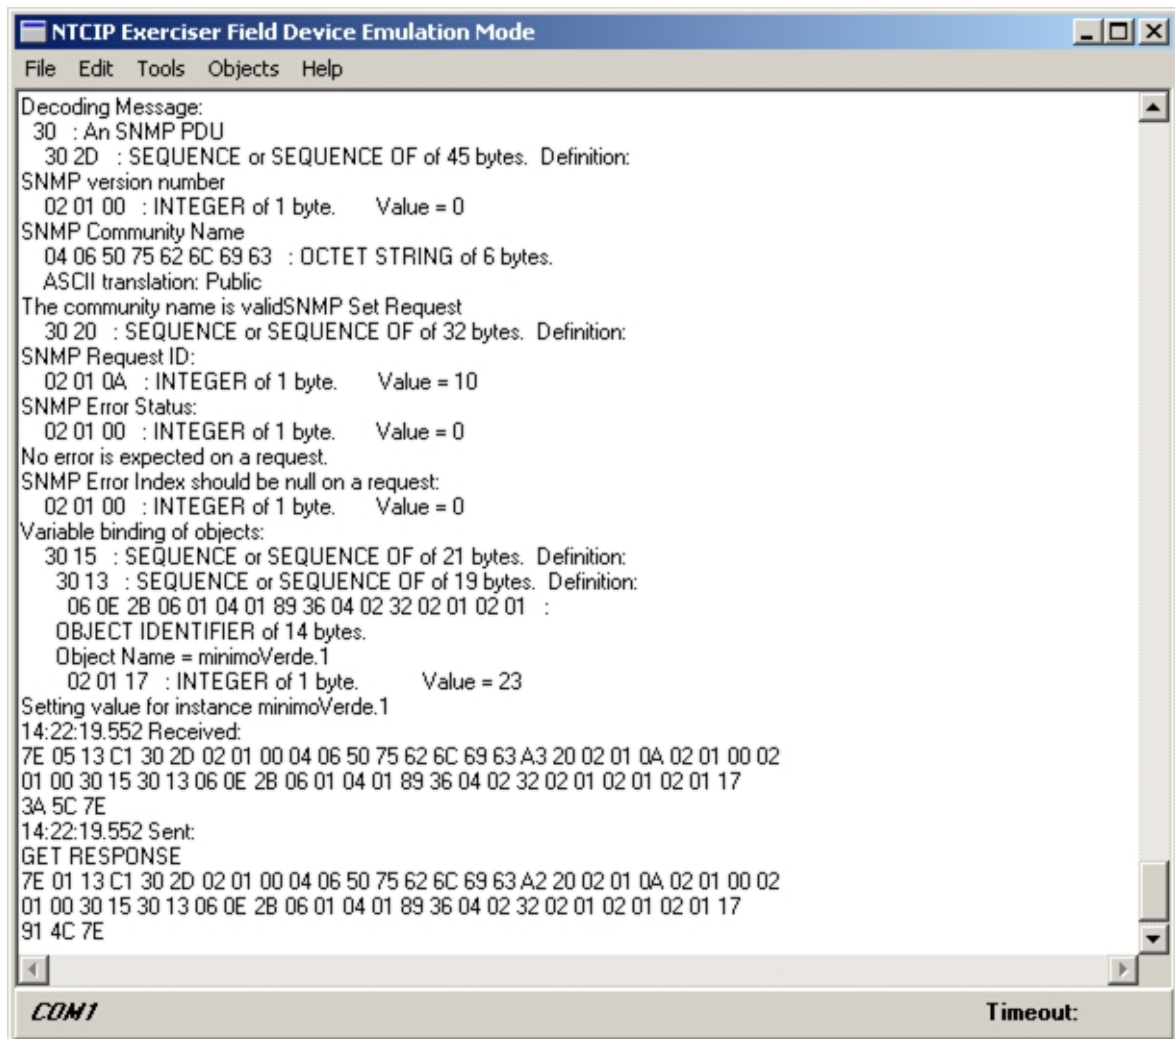 NTCIP Exerciser Field Device Emulation Mode
File Edit Tools Objects Help
Decoding Message:
30 : An SNMP PDU
30 2D : SEQUENCE or SEQUENCE OF of 45 bytes. Definition:
SNMP version number
02 01 00 : INTEGER of 1 byte. Value = 0
SNMP Community Name
04 06 50 75 62 6C 69 63 : OCTET STRING of 6 bytes.
ASCII translation: Public
The community name is validSNMP Set Request
30 20 : SEQUENCE or SEQUENCE OF of 32 bytes. Definition:
SNMP Request ID:
02 01 0A : INTEGER of 1 byte. Value = 10
SNMP Error Status:
02 01 00 : INTEGER of 1 byte. Value = 0
No error is expected on a request.
SNMP Error Index should be null on a request:
02 01 00 : INTEGER of 1 byte. Value = 0
Variable binding of objects:
30 15 : SEQUENCE or SEQUENCE OF of 21 bytes. Definition:
30 13 : SEQUENCE or SEQUENCE OF of 19 bytes. Definition:
06 0E 2B 06 01 04 01 89 36 04 02 32 02 01 02 01 :
OBJECT IDENTIFIER of 14 bytes.
Object Name = minimoVerde.1
02 01 17 : INTEGER of 1 byte. Value = 23
Setting value for instance minimoVerde.1
14:22:19.552 Received:
7E 05 13 C1 30 2D 02 01 00 04 06 50 75 62 6C 69 63 A3 20 02 01 0A 02 01 00 02
01 00 30 15 30 13 06 0E 2B 06 01 04 01 89 36 04 02 32 02 01 02 01 02 01 17
3A 5C 7E
14:22:19.552 Sent:
GET RESPONSE
7E 01 13 C1 30 2D 02 01 00 04 06 50 75 62 6C 69 63 A2 20 02 01 0A 02 01 00 02
01 00 30 15 30 13 06 0E 2B 06 01 04 01 89 36 04 02 32 02 01 02 01 02 01 17
91 4C 7E
COM1 Timeout: